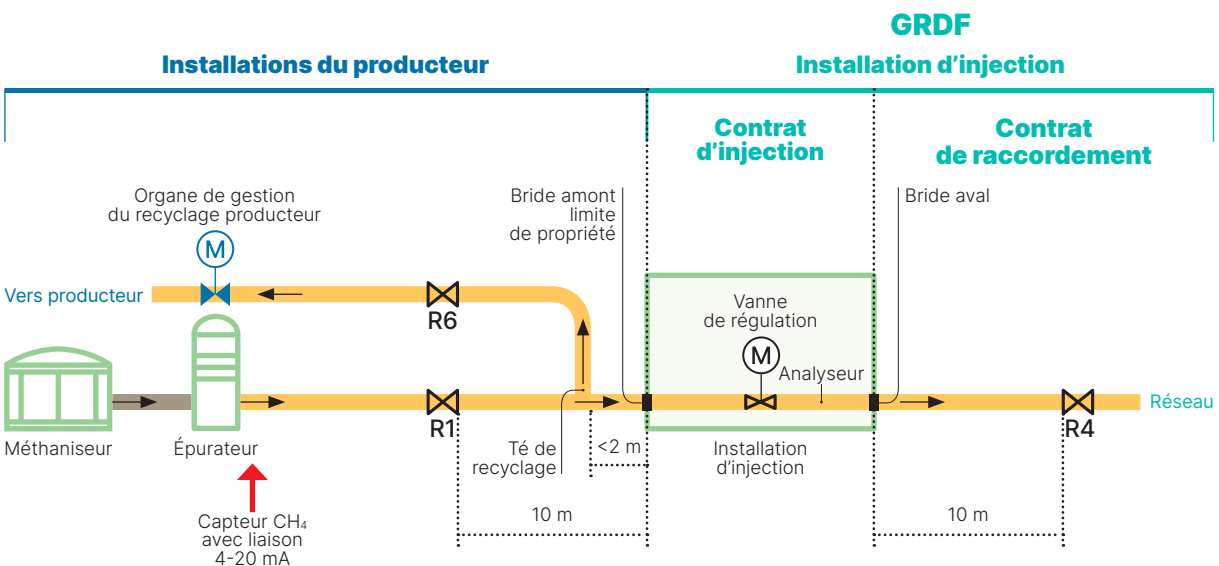 GRDF
Installations du producteur
Installation d'injection
Contrat
d'injection
Contrat
de raccordement
Organe de gestion
du recyclage producteur
M
Bride amont
limite
de propriété
Bride aval
Vers producteur
R6
Vanne
de régulation
M
Analyseur
R1
Réseau
R4
Méthaniseur
Épurateur
Té de
recyclage
<2 m
Installation
d'injection
Capteur CH₄
avec liaison
4-20 mA
10 m
10 m